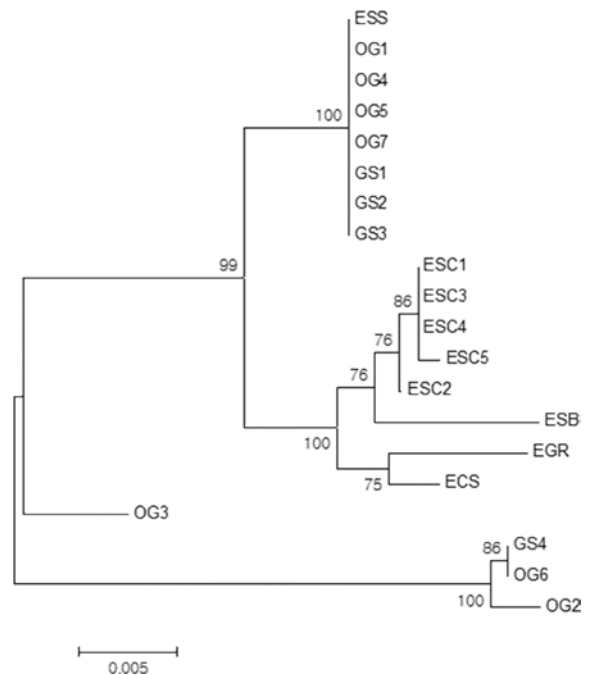 ESS
OG1
OG4
OG5
100
OG7
GS1
GS2
GS3
99
ESC1
86
ESC3
ESC4
76
ESC5
76
ESC2
ESB
100
EGR
75
ECS
OG3
86
GS4
OG6
100
OG2
0.005